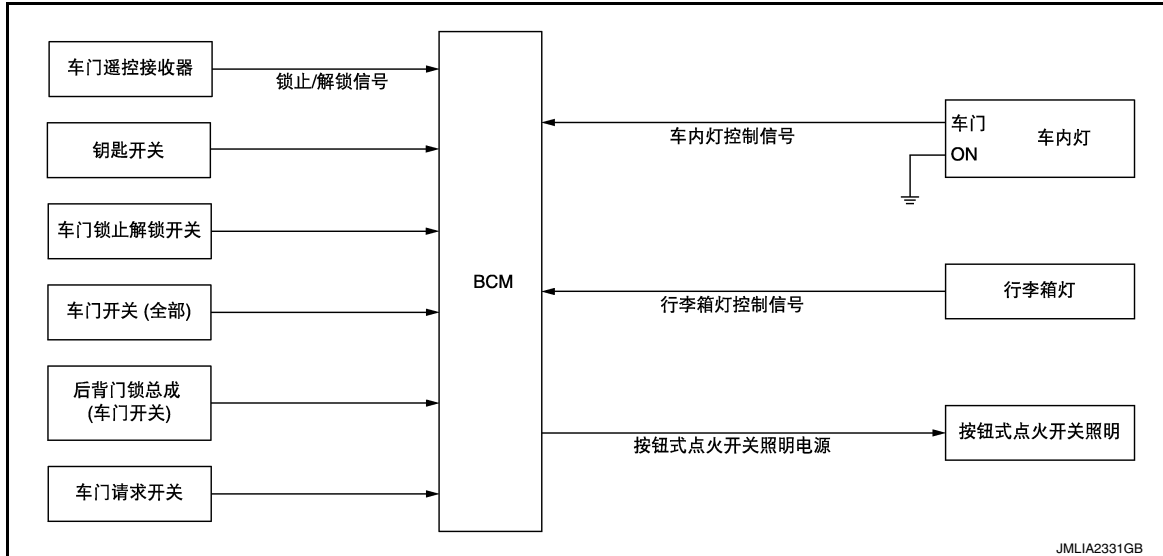 车门遥控接收器
锁止/解锁信号
钥匙开关
车门锁止解锁开关
车门开关 (全部)
后背门锁总成
(车门开关)
车门请求开关
BCM
车内灯控制信号
车门
ON
车内灯
行李箱灯控制信号
行李箱灯
按钮式点火开关照明电源
按钮式点火开关照明
JMLIA2331GB